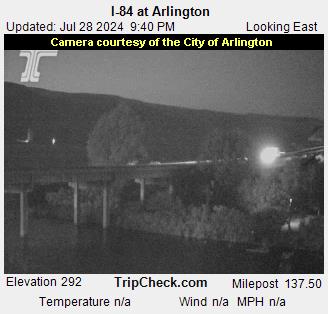 I-84 at Arlington
Updated: Jul 28 2024 9:40 PM Looking East
Camera courtesy of the City of Arlington
Elevation 292 TripCheck.com Milepost 137.50
Temperature n/a Wind n/a MPH n/a